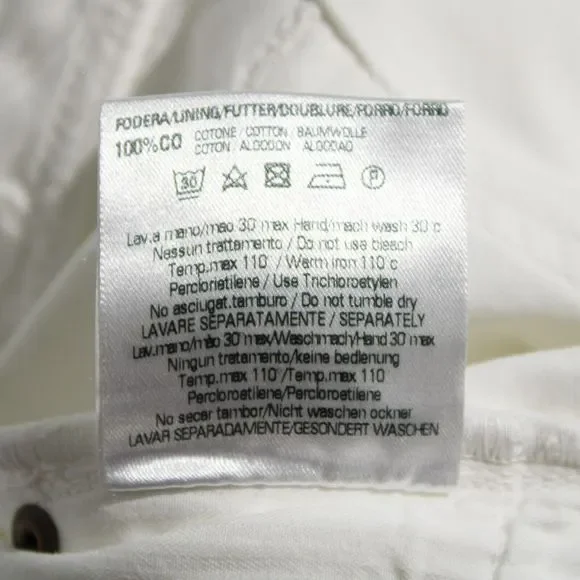 FODERA/LINING/FUTTER/DOUBLURE/FORRO/FORRO
100%CO COTONE / COTTON BAUMWOLLE
COTON / ALGODON ALGODAO
30 P
Lav.a mano/mao 30 max Hand/mach wash 30 c
Nessun trattamento / Do not use bleach
Temp.max 110 / Warm iron 110 c
Percloroetilene / Use Trichloroetylen
No asciugat.tamburo / Do not tumble dry
LAVARE SEPARATAMENTE / SEPARATELY
Lav.mano/mao 30 max/Waschmach/Hand 30 max
Ningun tratamento/keine bedienung
Temp.max 110 /Temp.max 110
Percloroetilene/Percloroetilene
No secar tambor/Nicht waschen ockner
LAVAR SEPARADAMENTE/GESONDERT WASCHEN